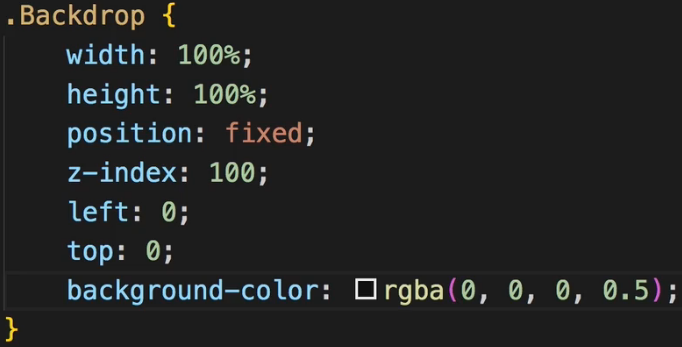 .Backdrop {
    width: 100%;
    height: 100%;
    position: fixed;
    z-index: 100;
    left: 0;
    top: 0;
    background-color: rgba(0, 0, 0, 0.5);
}